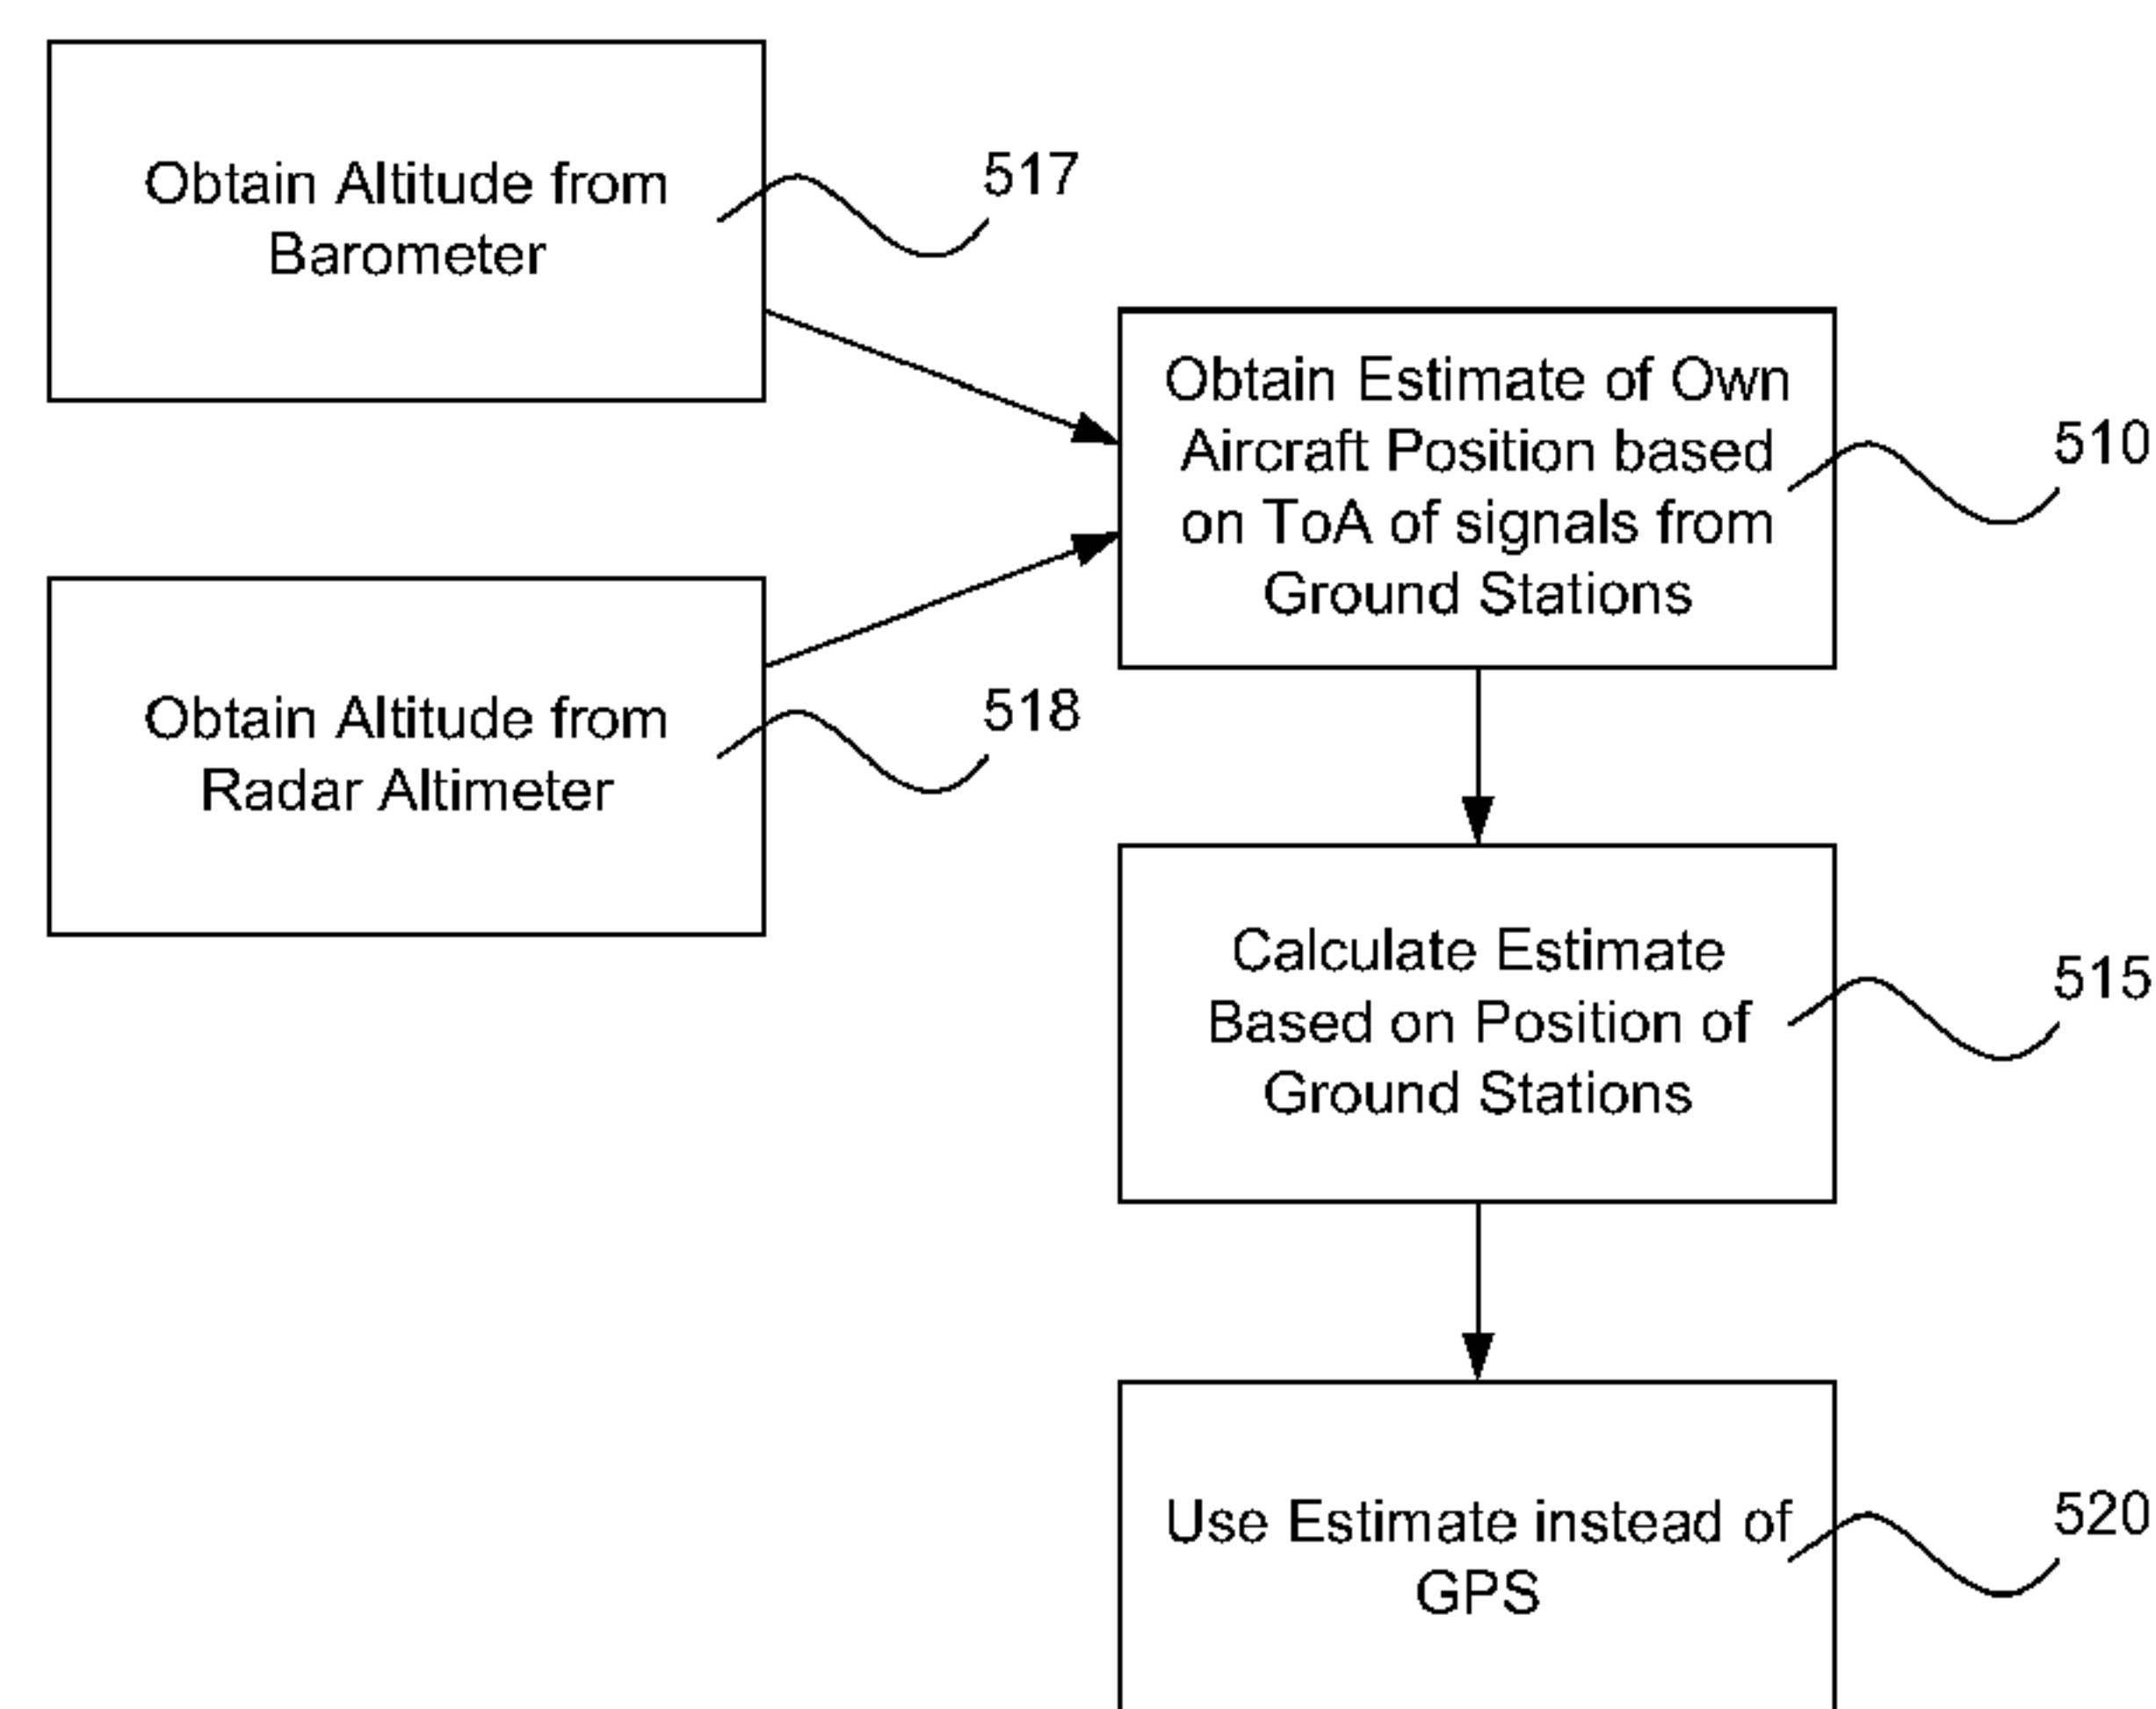 Obtain Altitude from
Barometer
517
Obtain Estimate of Own
Aircraft Position based
on ToA of signals from
Ground Stations
510
Obtain Altitude from
Radar Altimeter
518
Calculate Estimate
Based on Position of
Ground Stations
515
Use Estimate instead of
GPS
520